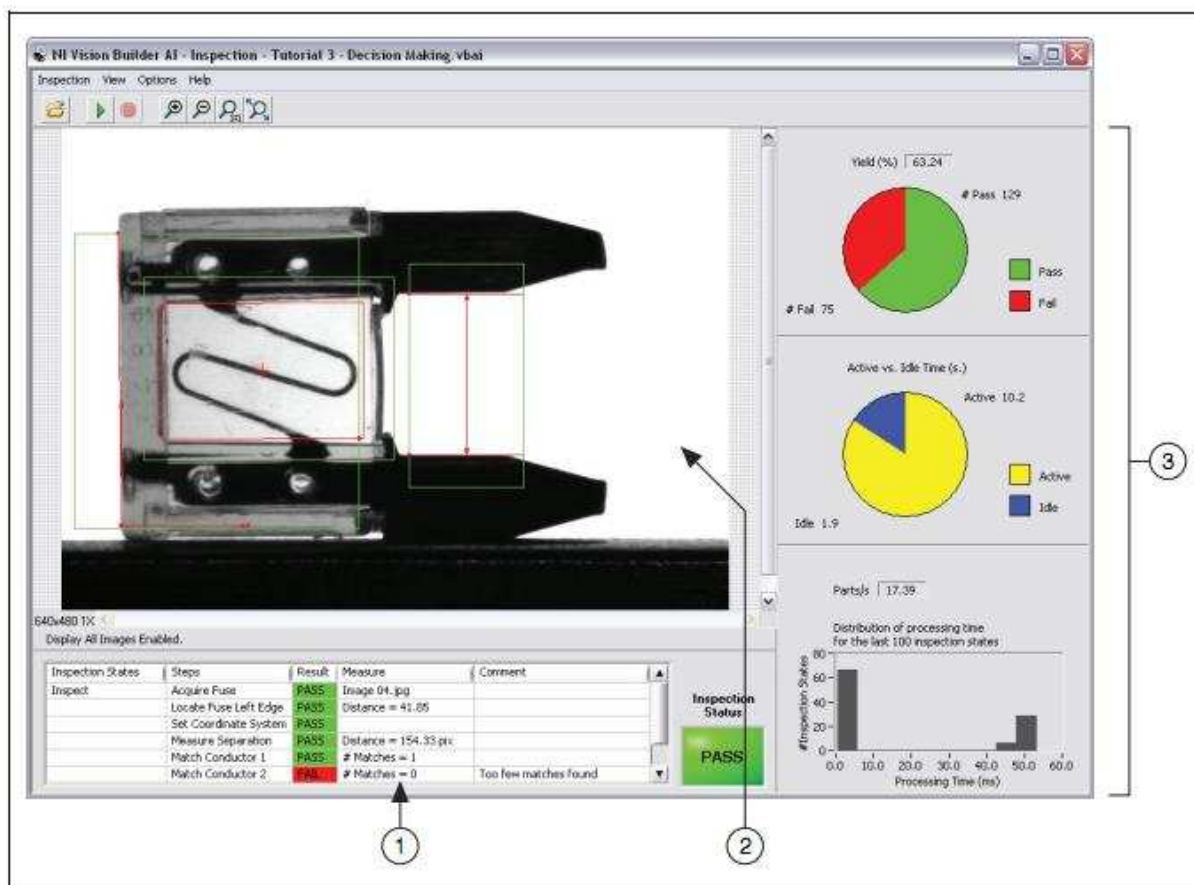 NI Vision Builder AI - Inspection - Tutorial 3 - Decision Making.vbai
Inspection View Options Help
Yield (%) 63.24
# Pass 129
Pass
Fail
# Fail 75
Active vs. Idle Time (s.)
Active 10.2
Active
Idle
Idle 1.9
3
640x480 1X
Display All Images Enabled.
Inspection States Steps Result Measure Comment
Inspect Acquire Fuse PASS Image 04.jpg
Locate Fuse Left Edge PASS Distance = 41.85
Set Coordinate System PASS
Measure Separation PASS Distance = 154.33 pix
Match Conductor 1 PASS # Matches = 1
Match Conductor 2 FAIL # Matches = 0 Too few matches found
Inspection
Status
PASS
Parts/s 17.39
Distribution of processing time
for the last 100 inspection states
#Inspection States
80
60
40
20
0
0.0 10.0 20.0 30.0 40.0 50.0 60.0
Processing Time (ms)
1
2